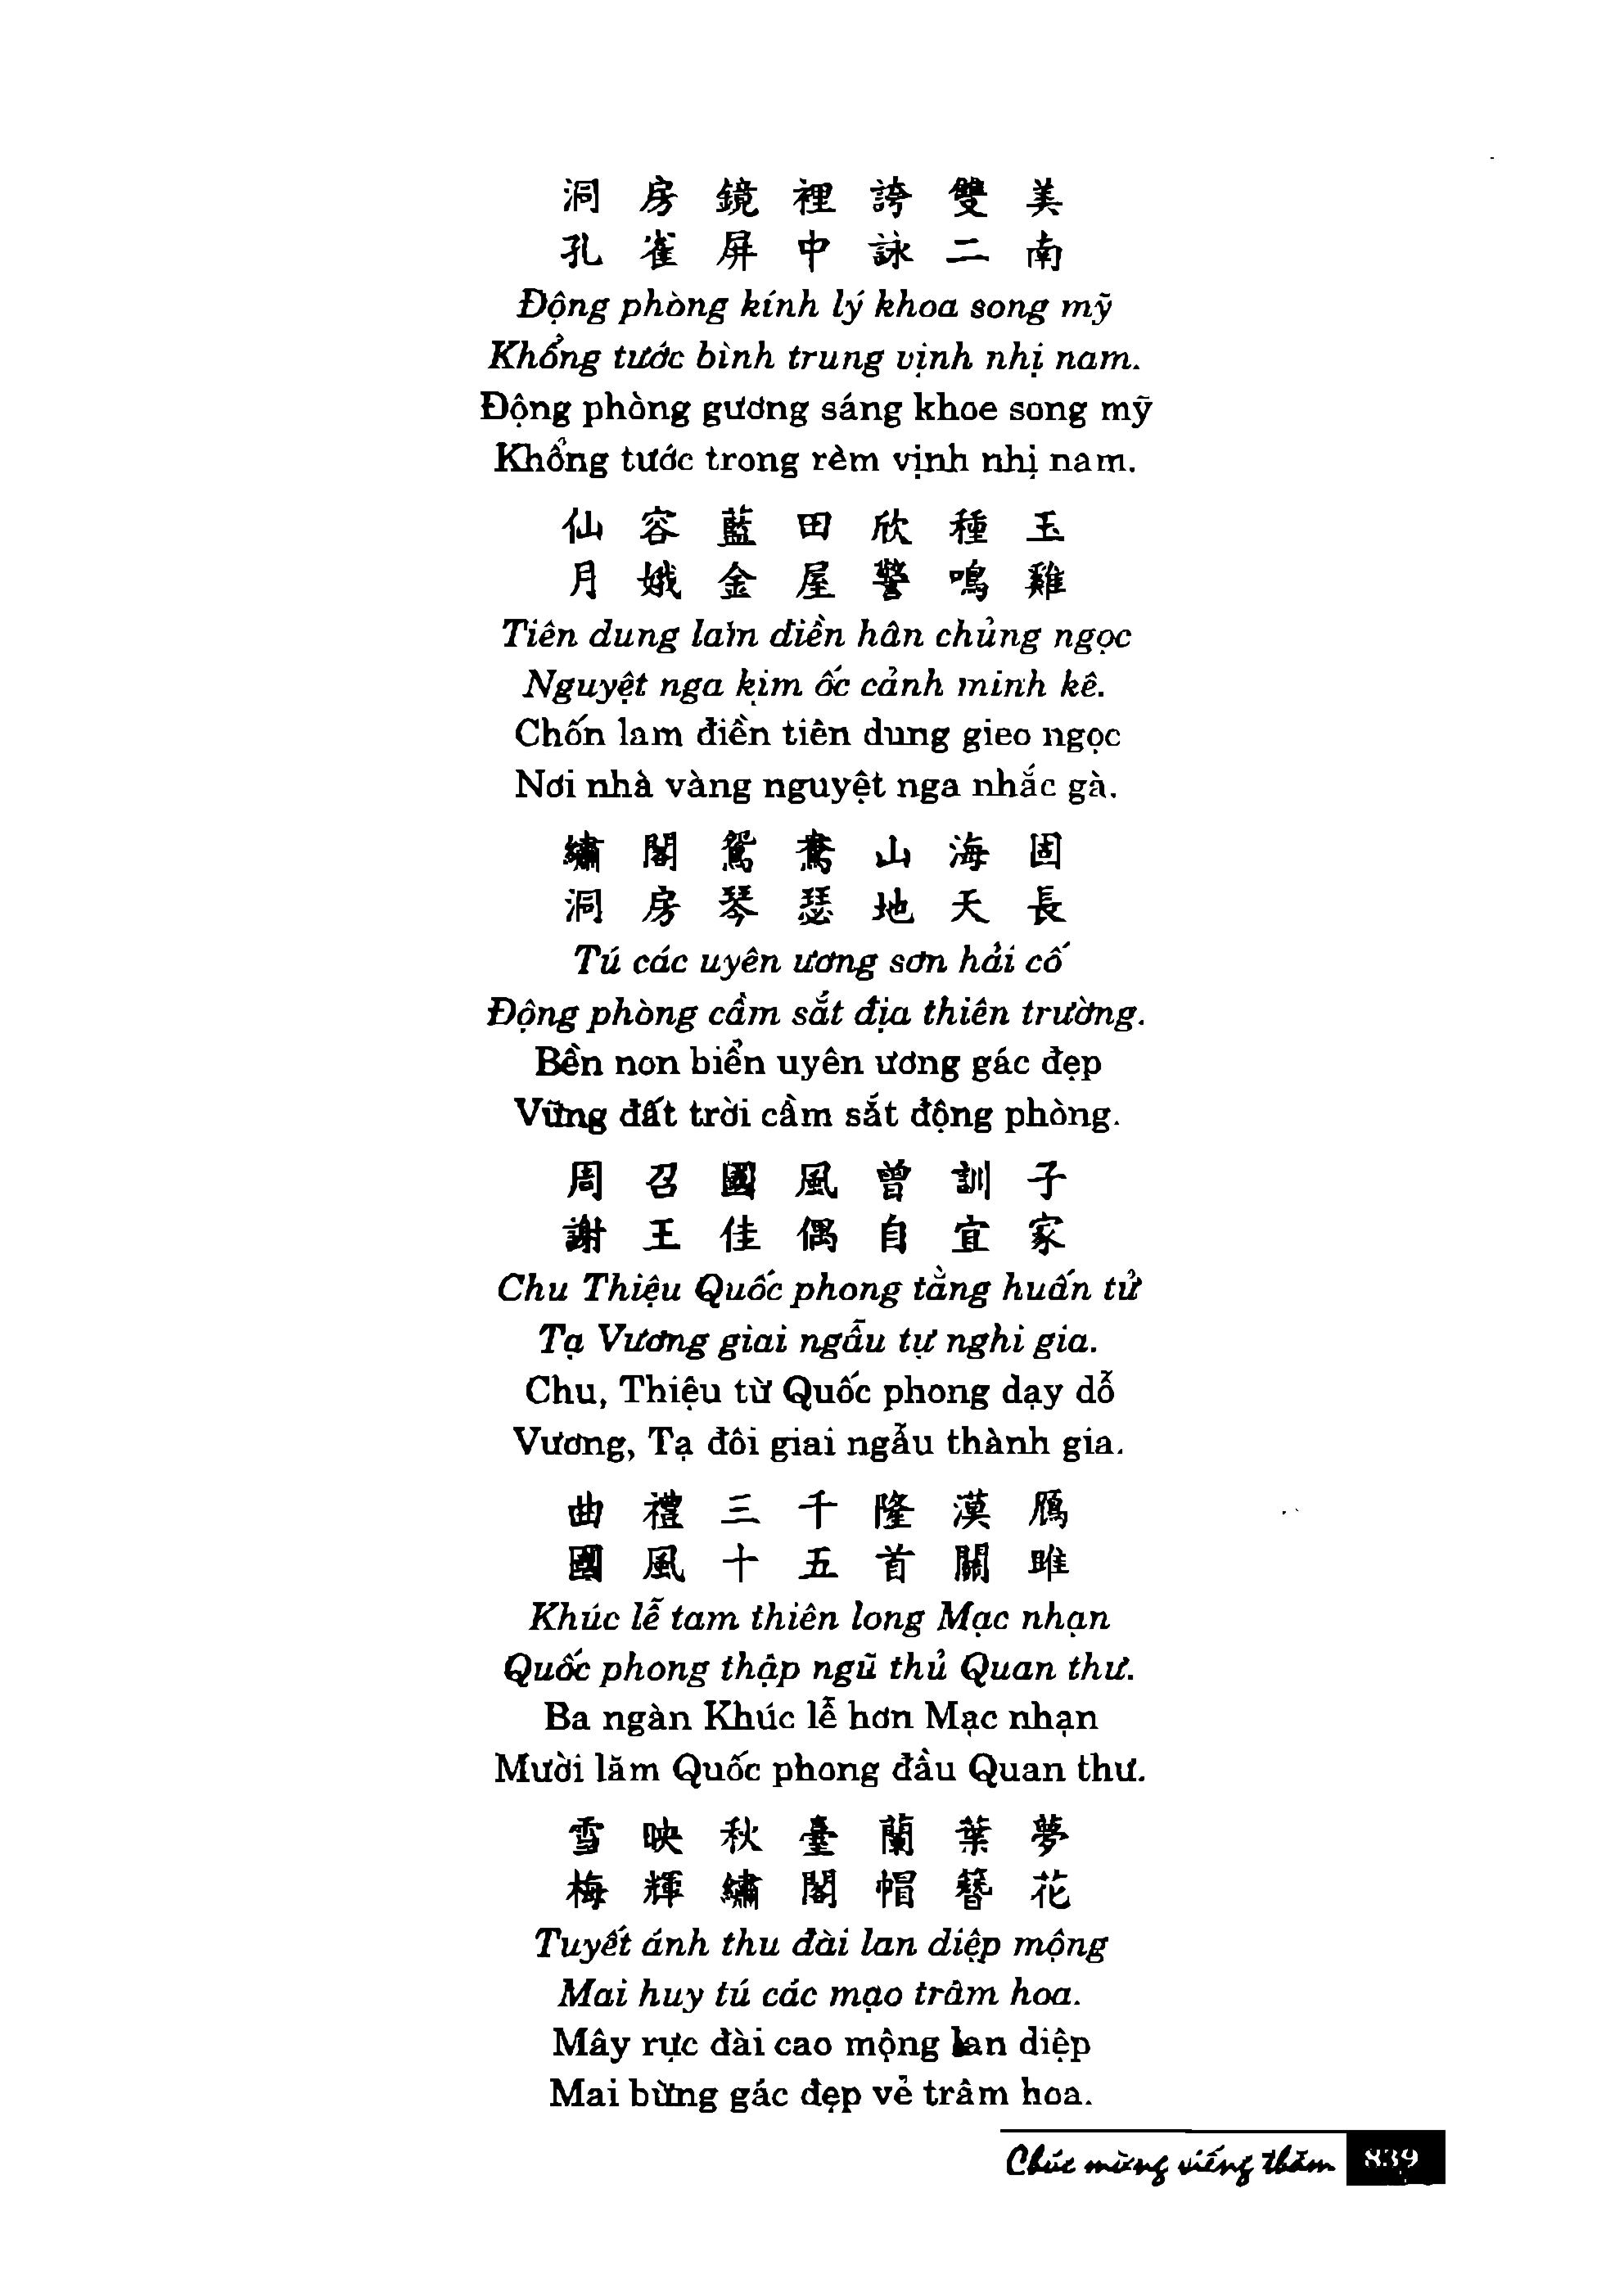 洞房鏡裡誇雙美
孔雀屏中詠二南
Động phòng kính lý khoa song mỹ
Khổng tước bình trung vịnh nhị nam.
Động phòng gương sáng khoe song mỹ
Khổng tước trong rèm vịnh nhị nam.
仙容藍田欣種玉
月娥金屋警鳴雞
Tiên dung lam điền hân chủng ngọc
Nguyệt nga kim ốc cảnh minh kê.
Chốn lam điền tiên dung gieo ngọc
Nơi nhà vàng nguyệt nga nhắc gà.
繡閣鴛鴦山海固
洞房琴瑟地天長
Tú các uyên ương sơn hải cố
Động phòng cầm sắt địa thiên trường.
Bền non biển uyên ương gác đẹp
Vững đất trời cầm sắt động phòng.
周召國風曾訓子
謝王佳偶自宜家
Chu Thiệu Quốc phong tằng huấn tử
Tạ Vương giai ngẫu tự nghi gia.
Chu, Thiệu từ Quốc phong dạy dỗ
Vương, Tạ đôi giai ngẫu thành gia.
曲禮三千隆漠鴈
國風十五首關雎
Khúc lễ tam thiên long Mạc nhạn
Quốc phong thập ngũ thủ Quan thư.
Ba ngàn Khúc lễ hơn Mạc nhạn
Mười lăm Quốc phong đầu Quan thư.
雪映秋臺蘭葉夢
梅輝繡閣帽簪花
Tuyết ánh thu đài lan diệp mộng
Mai huy tú các mạo trâm hoa.
Mây rực đài cao mộng lan diệp
Mai bừng gác đẹp vẻ trâm hoa.
Chúc mừng viếng thăm 839